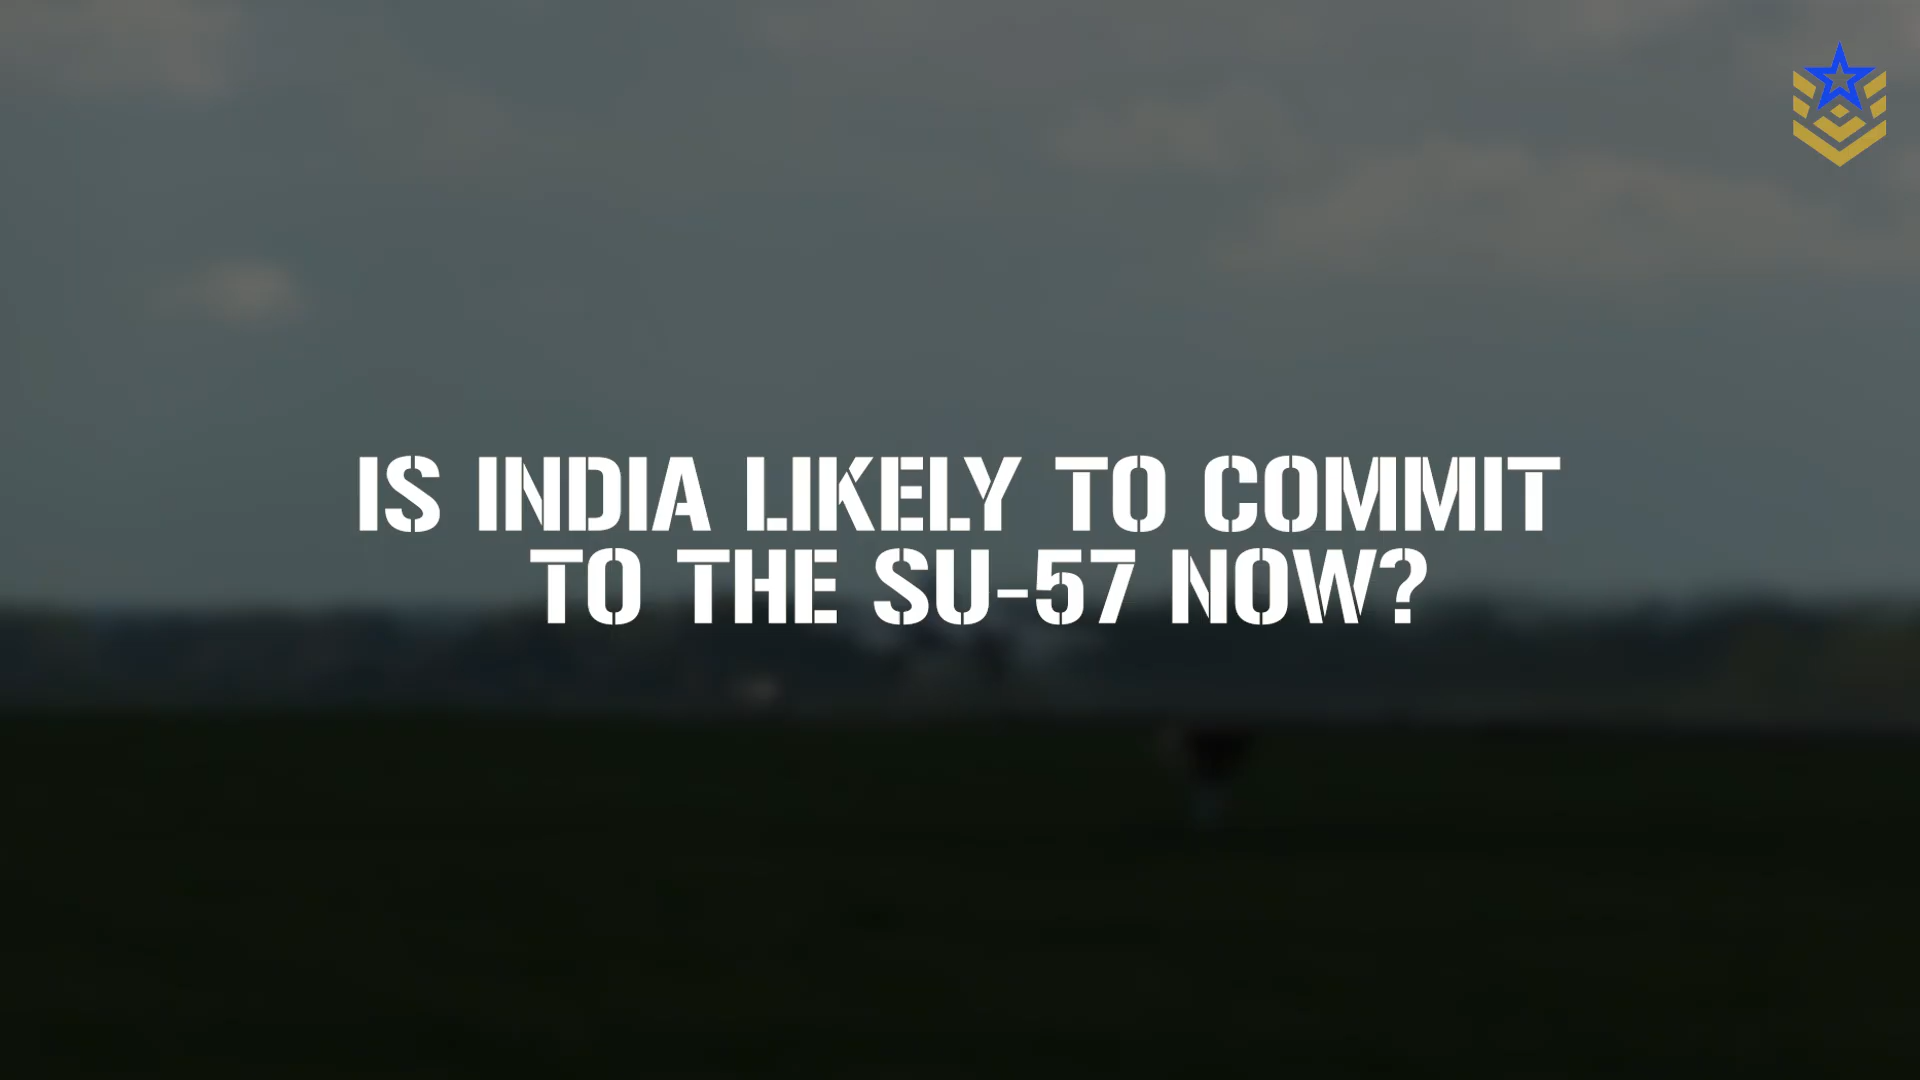 IS INDIA LIKELY TO COMMIT
TO THE SU-57 NOW?